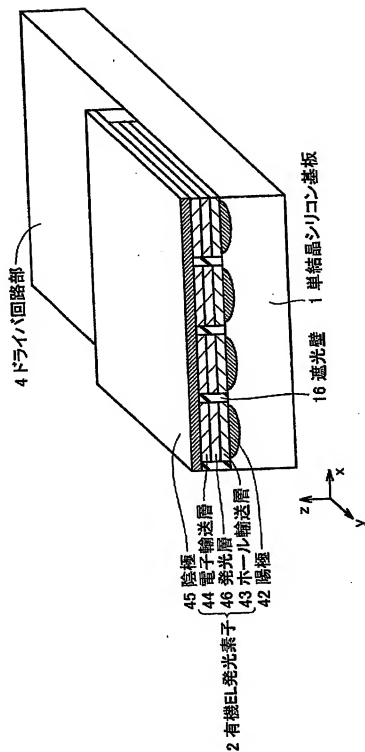 4 ドライバ回路部
45 陰極
44 電子輸送層
46 発光層
43 ホール輸送層
42 陽極
2 有機EL発光素子
16 遮光壁
1 単結晶シリコン基板
z
x
y